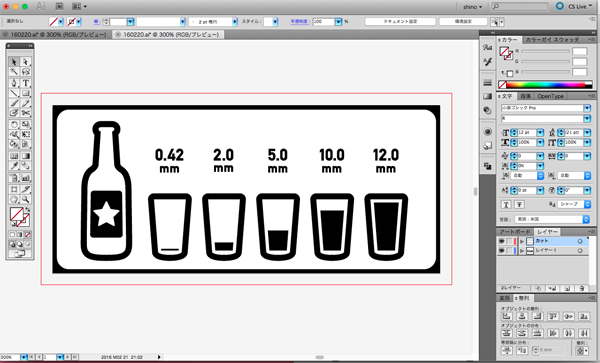 Ai
shino
CS Live
選択なし
線：
2 pt 楕円
スタイル：
不透明度：
100
%
ドキュメント設定
環境設定
160220.ai* @ 300% (RGB/プレビュー)
160220.ai* @ 300% (RGB/プレビュー)
0.42
mm
2.0
mm
5.0
mm
10.0
mm
12.0
mm
カラー
カラーガイド
スウォッチ
R
G
B
文字
段落
OpenType
小塚ゴシック Pro
R
12 pt
(21 pt)
100%
100%
0
0
0%
自動
自動
0 pt
0°
シャープ
言語：
英語：米国
アートボード
レイヤー
カット
レイヤー 1
2レイヤー
変形
整列
オブジェクトの整列：
オブジェクトの分布：
等間隔に分布：
整列：
0 mm
300%
1
2016 M02 21 21:02